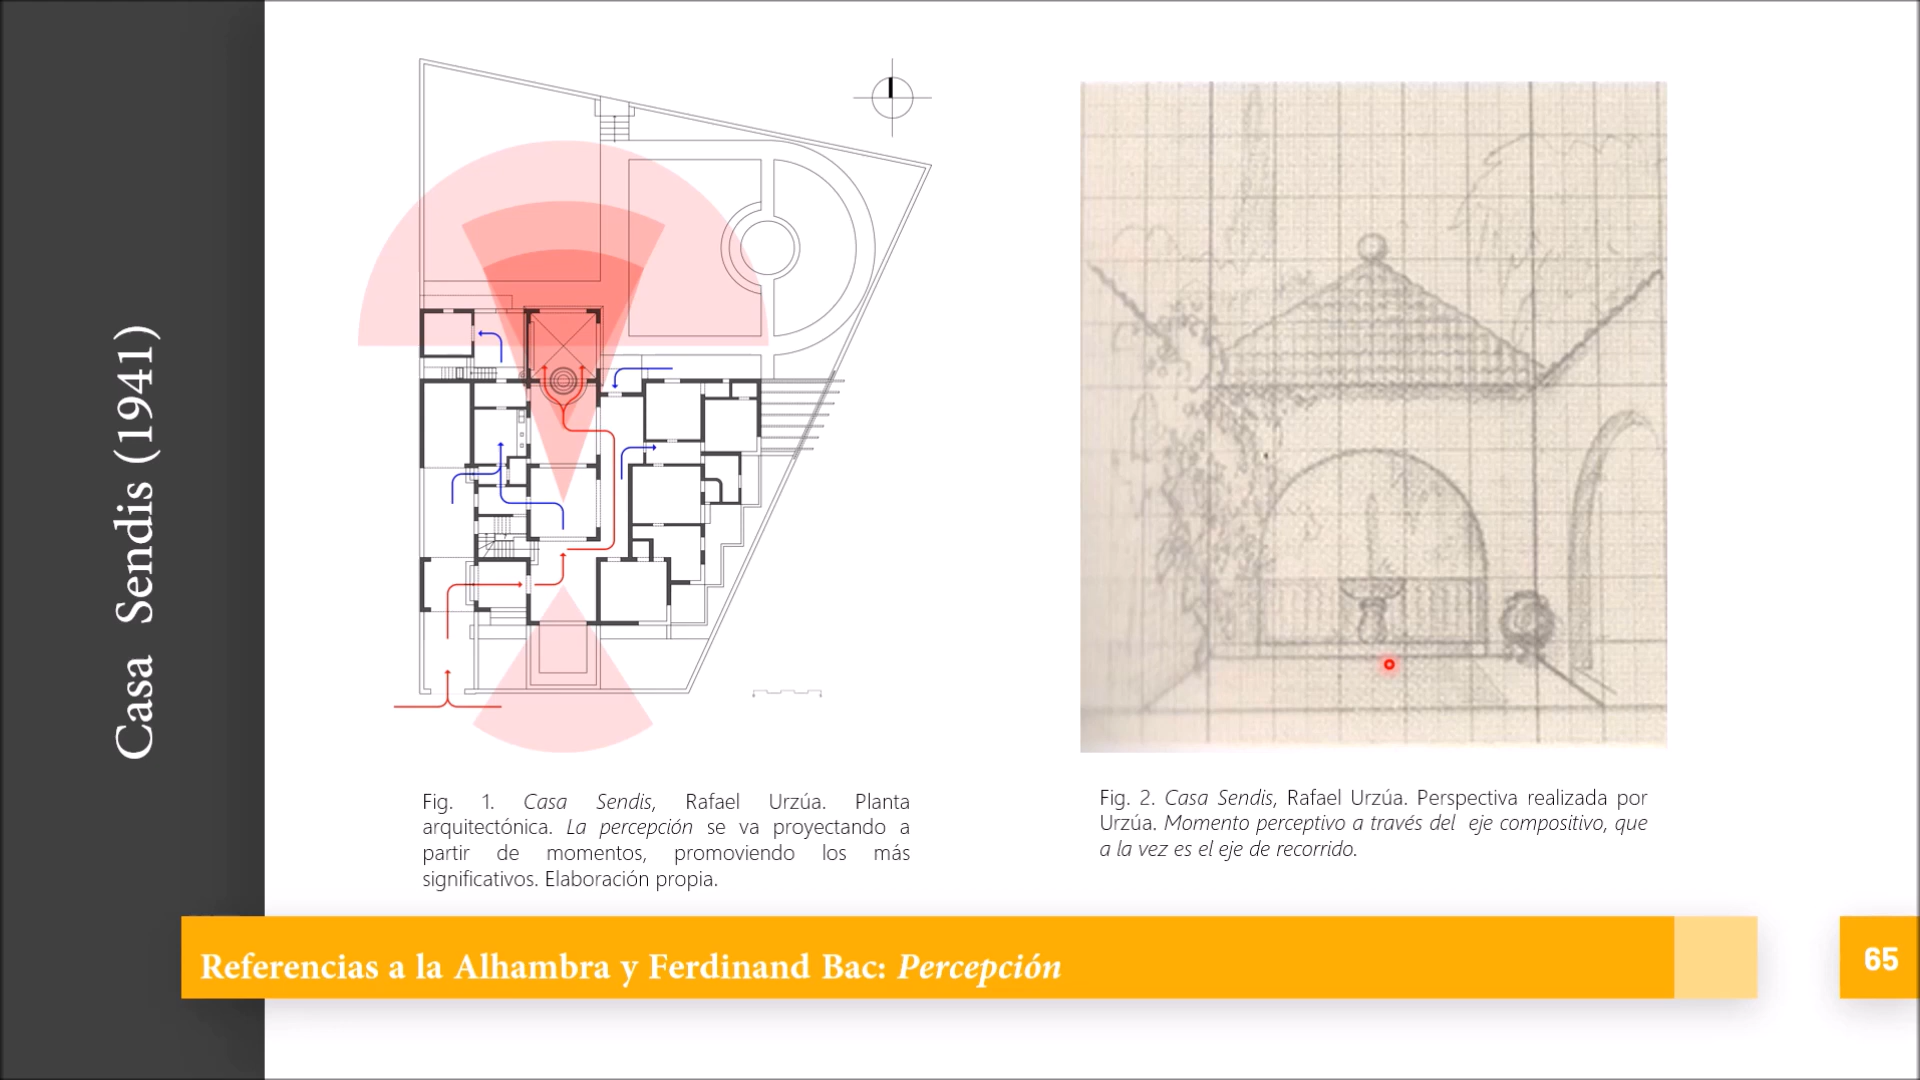 Casa Sendis (1941)
Fig. 1. Casa Sendis, Rafael Urzúa. Planta
arquitectónica. La percepción se va proyectando a
partir de momentos, promoviendo los más
significativos. Elaboración propia.
Fig. 2. Casa Sendis, Rafael Urzúa. Perspectiva realizada por
Urzúa. Momento perceptivo a través del eje compositivo, que
a la vez es el eje de recorrido.
Referencias a la Alhambra y Ferdinand Bac: Percepción
65